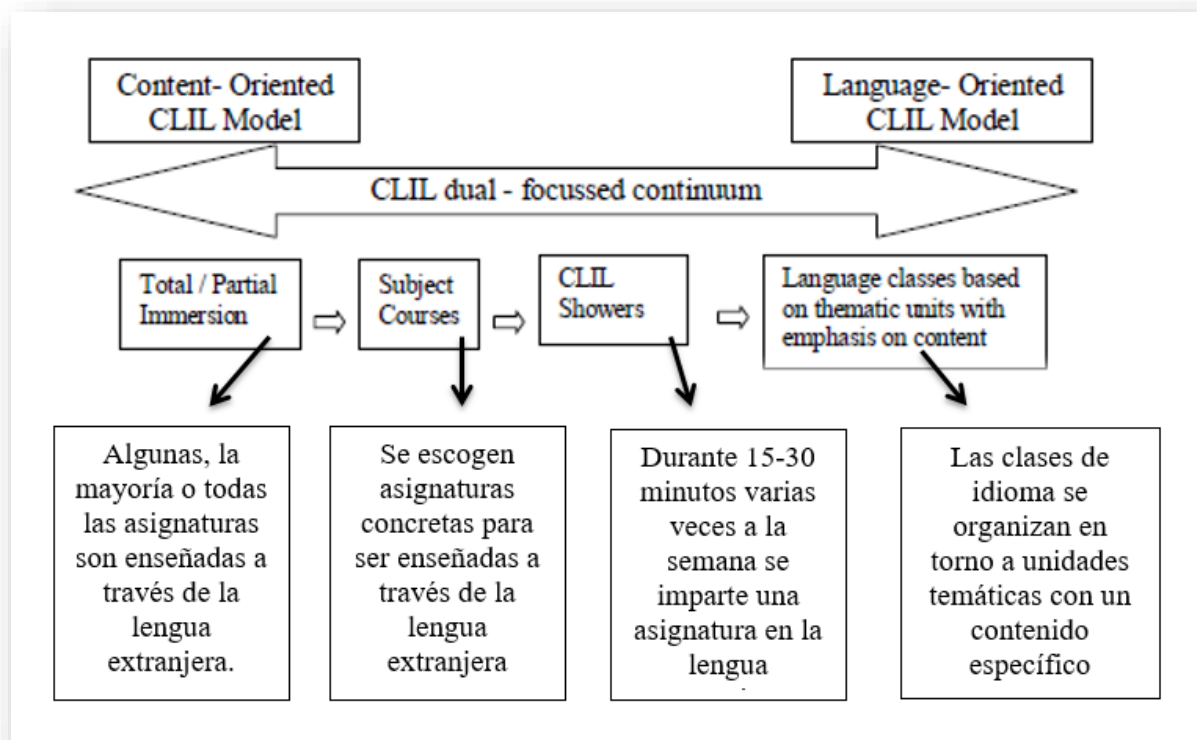 Content- Oriented
CLIL Model
Language- Oriented
CLIL Model
CLIL dual - focussed continuum
Total / Partial
Immersion
Subject
Courses
CLIL
Showers
Language classes based
on thematic units with
emphasis on content
Algunas, la
mayoría o todas
las asignaturas
son enseñadas a
través de la
lengua
extranjera.
Se escogen
asignaturas
concretas para
ser enseñadas a
través de la
lengua
extranjera
Durante 15-30
minutos varias
veces a la
semana se
imparte una
asignatura en la
lengua
Las clases de
idioma se
organizan en
torno a unidades
temáticas con un
contenido
específico